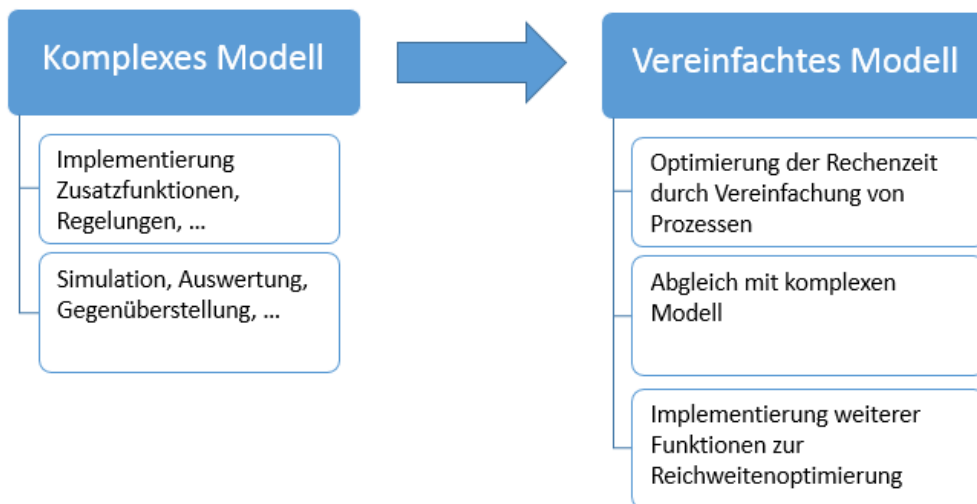 Komplexes Modell
Implementierung
Zusatzfunktionen,
Regelungen, ...
Simulation, Auswertung,
Gegenüberstellung, ...
Vereinfachtes Modell
Optimierung der Rechenzeit
durch Vereinfachung von
Prozessen
Abgleich mit komplexen
Modell
Implementierung weiterer
Funktionen zur
Reichweitenoptimierung